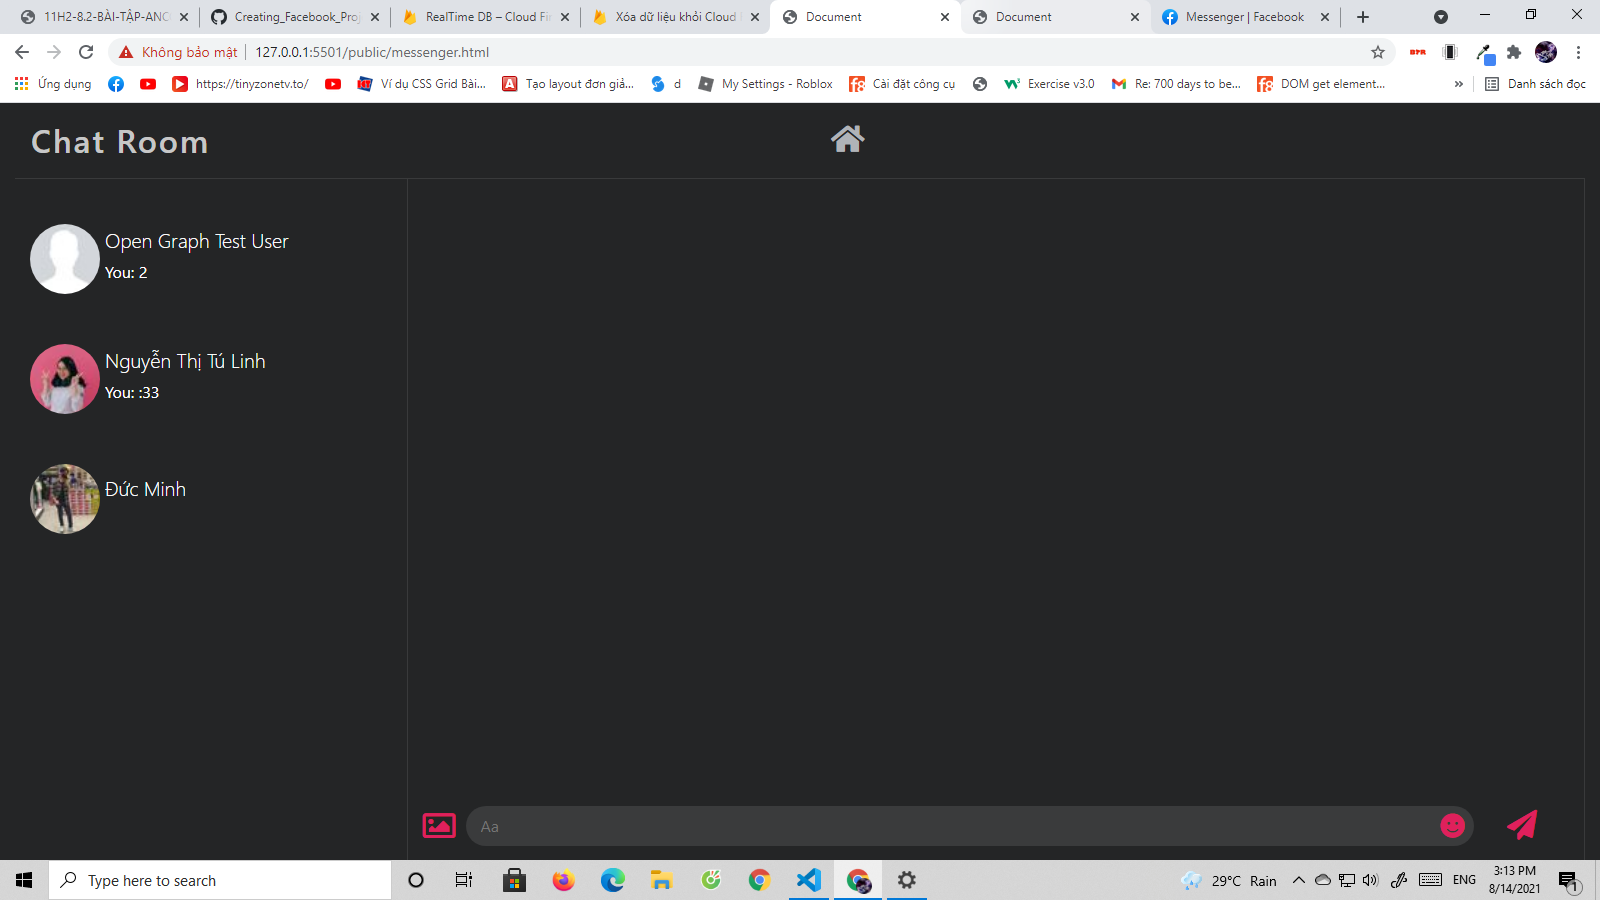 11H2-8.2-BÀI-TẬP-ANC
Creating_Facebook_Proj
RealTime DB – Cloud Fir
Xóa dữ liệu khỏi Cloud
Document
Document
Messenger | Facebook
Không bảo mật
127.0.0.1:5501/public/messenger.html
Ứng dụng
https://tinyzonetv.to/
Ví dụ CSS Grid Bài...
Tạo layout đơn giả...
d
My Settings - Roblox
Cài đặt công cụ
Exercise v3.0
Re: 700 days to be...
DOM get element...
»
Danh sách đọc
Chat Room
Open Graph Test User
You: 2
Nguyễn Thị Tú Linh
You: :33
Đức Minh
Aa
Type here to search
29°C Rain
ENG
3:13 PM
8/14/2021
1